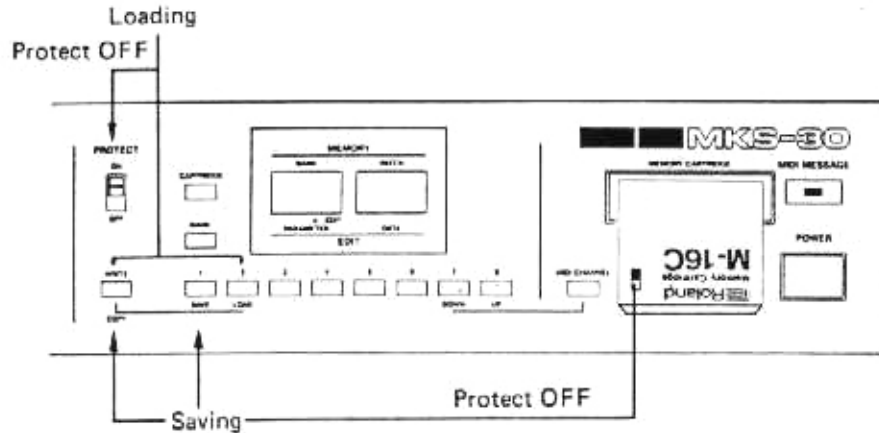 Loading
Protect OFF
PROTECT
ON
OFF
CARTRIDGE
BANK
MEMORY
BANK PATCH
PARAMETER DATA
EDIT
MKS-30
MEMORY CARTRIDGE MIDI MESSAGE
POWER
M-16C
Memory Cartridge
Roland
WRITE 1 2 3 4 5 6 7 8 MIDI CHANNEL
COPY SAVE LOAD DOWN UP
Protect OFF
Saving